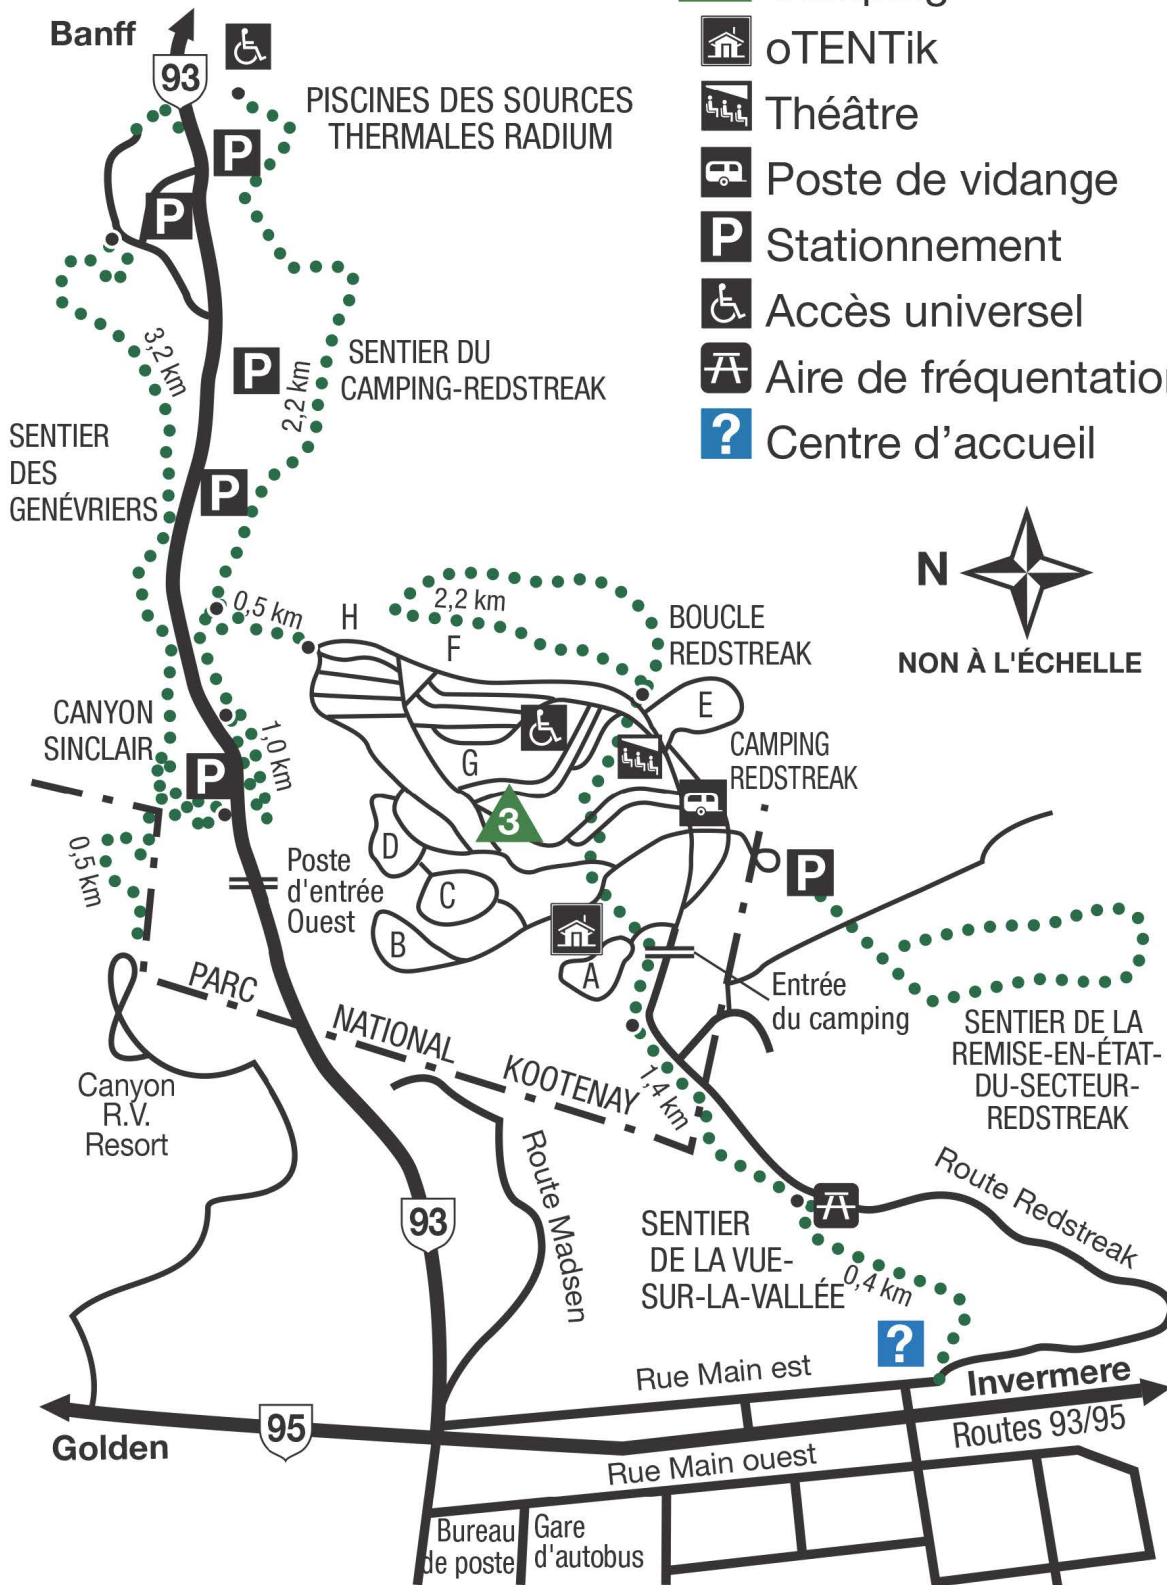 Camping
oTENTik
Théâtre
Poste de vidange
P Stationnement
Accès universel
Aire de fréquentation
? Centre d'accueil
N
NON À L'ÉCHELLE
Banff
93
PISCINES DES SOURCES
THERMALES RADIUM
P
P
3,2 km
SENTIER DU
CAMPING-REDSTREAK
P
2,2 km
SENTIER
DES
GENÉVRIERS
P
0,5 km
H
F
2,2 km
BOUCLE
REDSTREAK
E
CANYON
SINCLAIR
P
1,0 km
G
CAMPING
REDSTREAK
3
D
C
B
A
P
0,5 km
Poste
d'entrée
Ouest
Entrée
du camping
SENTIER DE LA
REMISE-EN-ÉTAT-
DU-SECTEUR-
REDSTREAK
PARC
NATIONAL
KOOTENAY
Canyon
R.V.
Resort
1,4 km
Route Madsen
Route Redstreak
93
SENTIER
DE LA VUE-
SUR-LA-VALLÉE
0,4 km
?
Rue Main est
Invermere
Routes 93/95
95
Golden
Rue Main ouest
Bureau
de poste
Gare
d'autobus